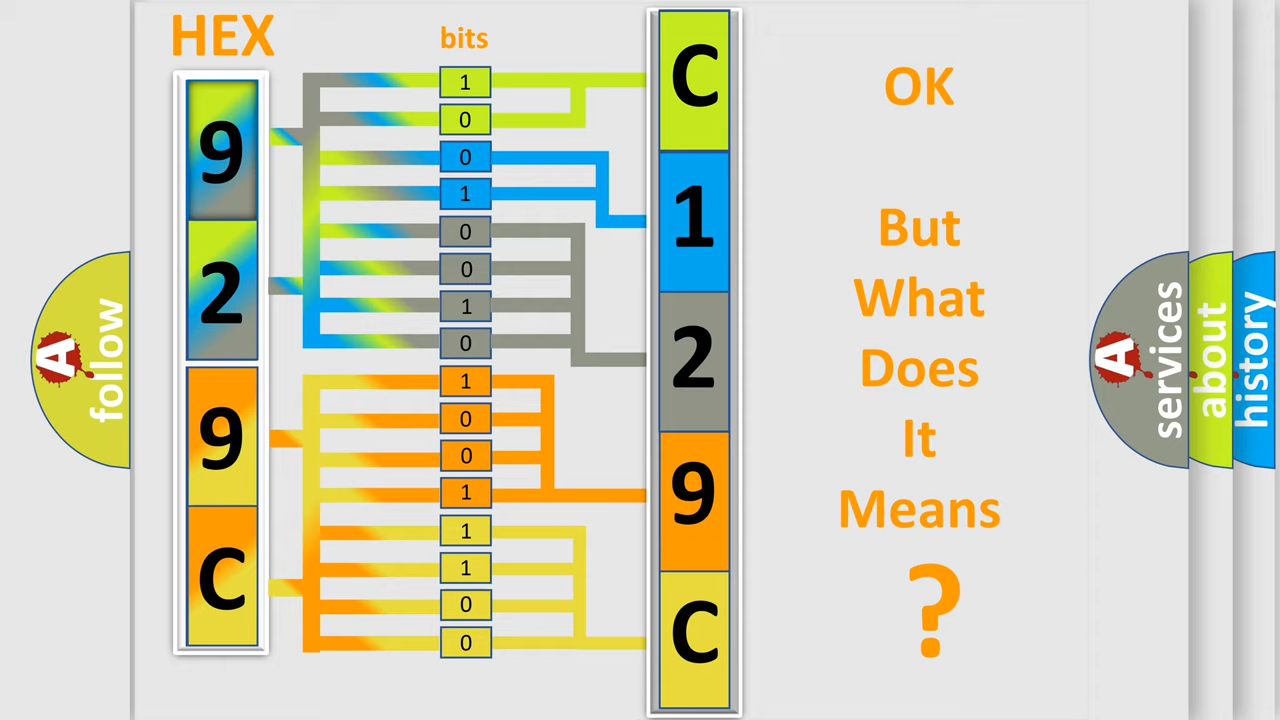 HEX
bits
9
2
9
C
1
0
0
1
0
0
1
0
1
0
0
1
1
1
0
0
C
1
2
9
C
OK
But
What
Does
It
Means
?
A
follow
A
services
about
history